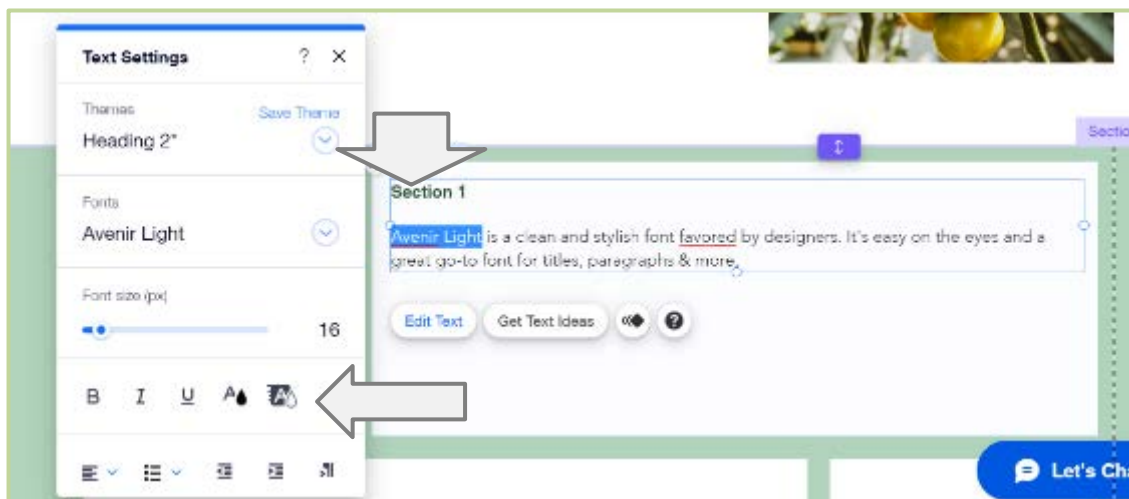 Text Settings ? ×
Themes
Save Theme
Heading 2*
Fonts
Avenir Light
Font size (px)
16
B I U A A
Sectio
Section 1
Avenir Light is a clean and stylish font favored by designers. It's easy on the eyes and a
great go-to font for titles, paragraphs & more.
Edit Text
Get Text Ideas
?
Let's Cha